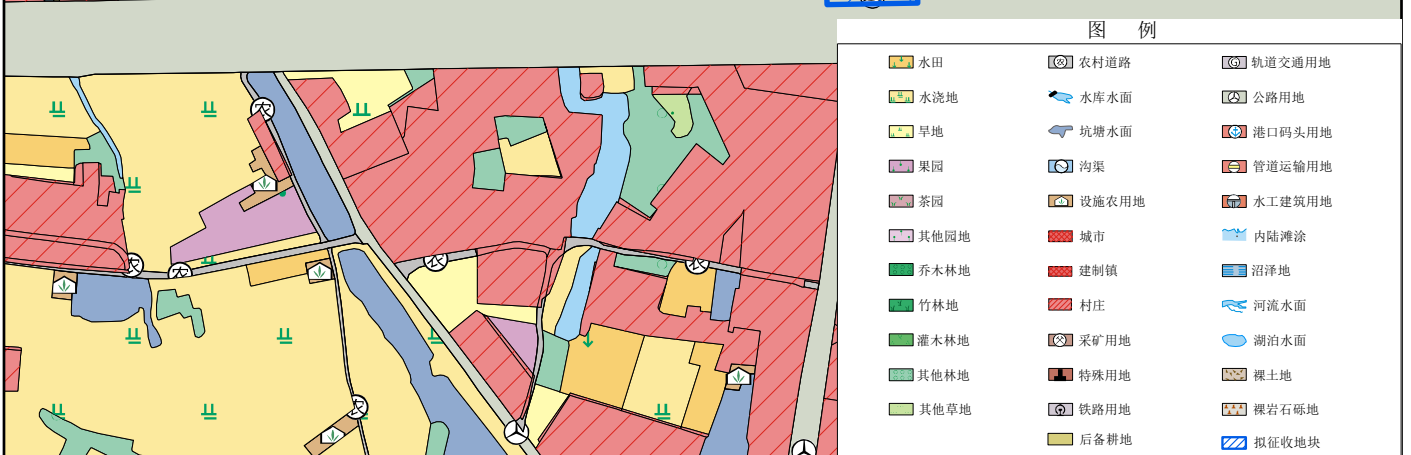 图 例
水田 农村道路 轨道交通用地
水浇地 水库水面 公路用地
旱地 坑塘水面 港口码头用地
果园 沟渠 管道运输用地
茶园 设施农用地 水工建筑用地
其他园地 城市 内陆滩涂
乔木林地 建制镇 沼泽地
竹林地 村庄 河流水面
灌木林地 采矿用地 湖泊水面
其他林地 特殊用地 裸土地
其他草地 铁路用地 裸岩石砾地
后备耕地 拟征收地块
农
农
农
农
农
农